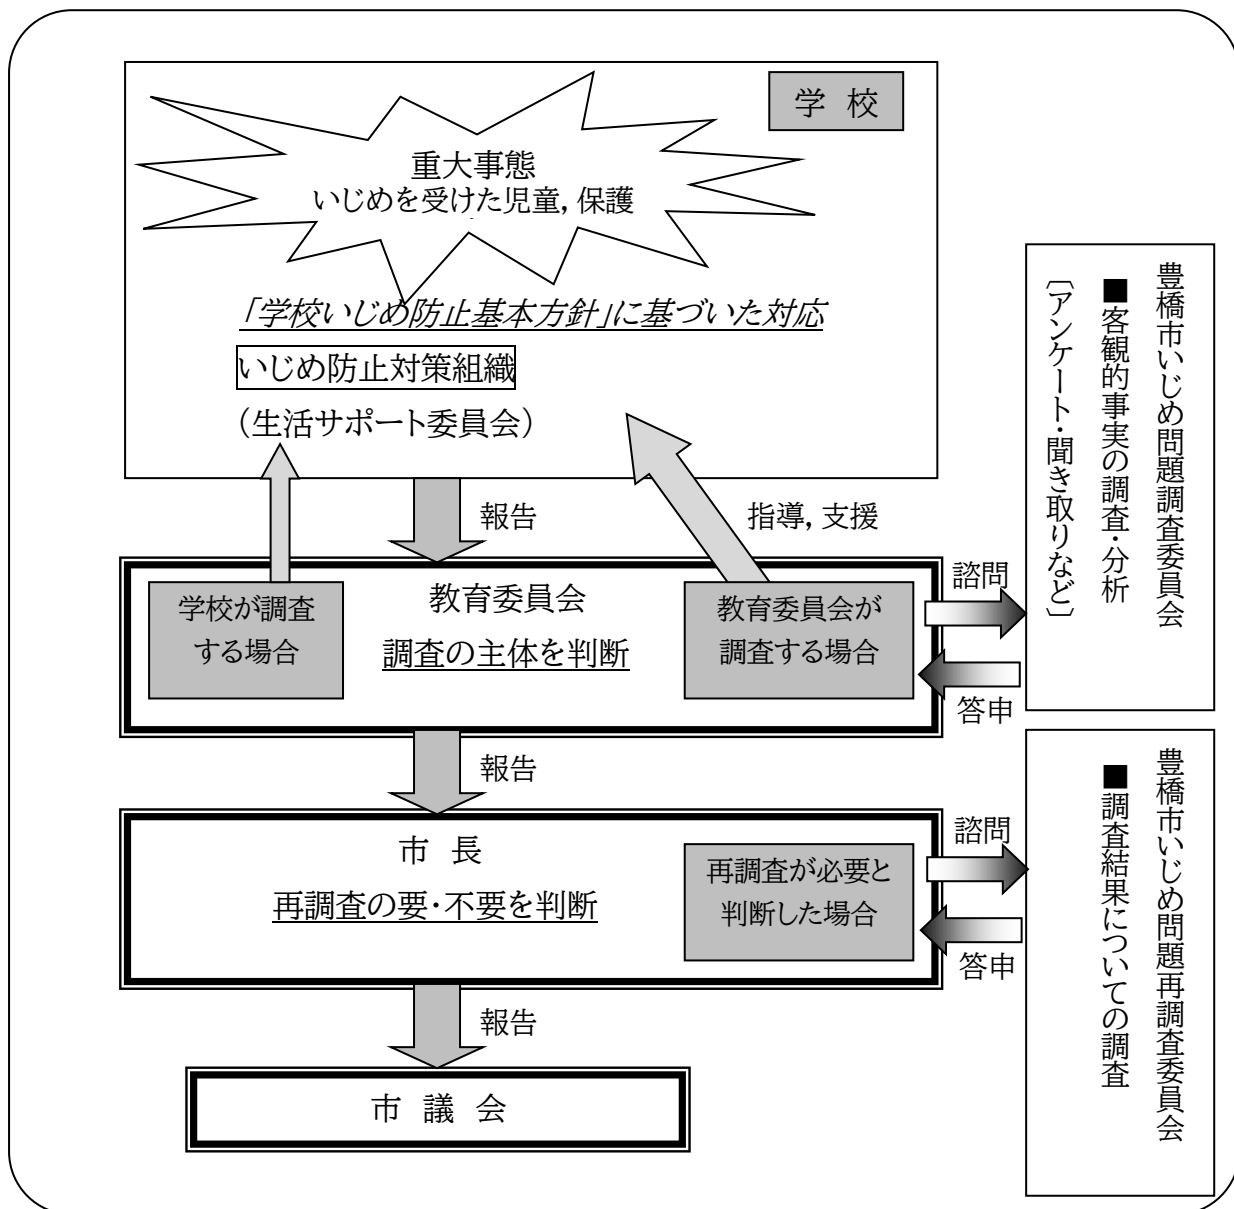 学 校
重大事態
いじめを受けた児童，保護
「学校いじめ防止基本方針」に基づいた対応
いじめ防止対策組織
（生活サポート委員会）
報告
指導，支援
学校が調査
する場合
教育委員会
調査の主体を判断
教育委員会が
調査する場合
諮問
答申
豊橋市いじめ問題調査委員会
■客観的事実の調査・分析
〔アンケート・聞き取りなど〕
報告
市 長
再調査の要・不要を判断
再調査が必要と
判断した場合
諮問
答申
豊橋市いじめ問題再調査委員会
■調査結果についての調査
報告
市 議 会